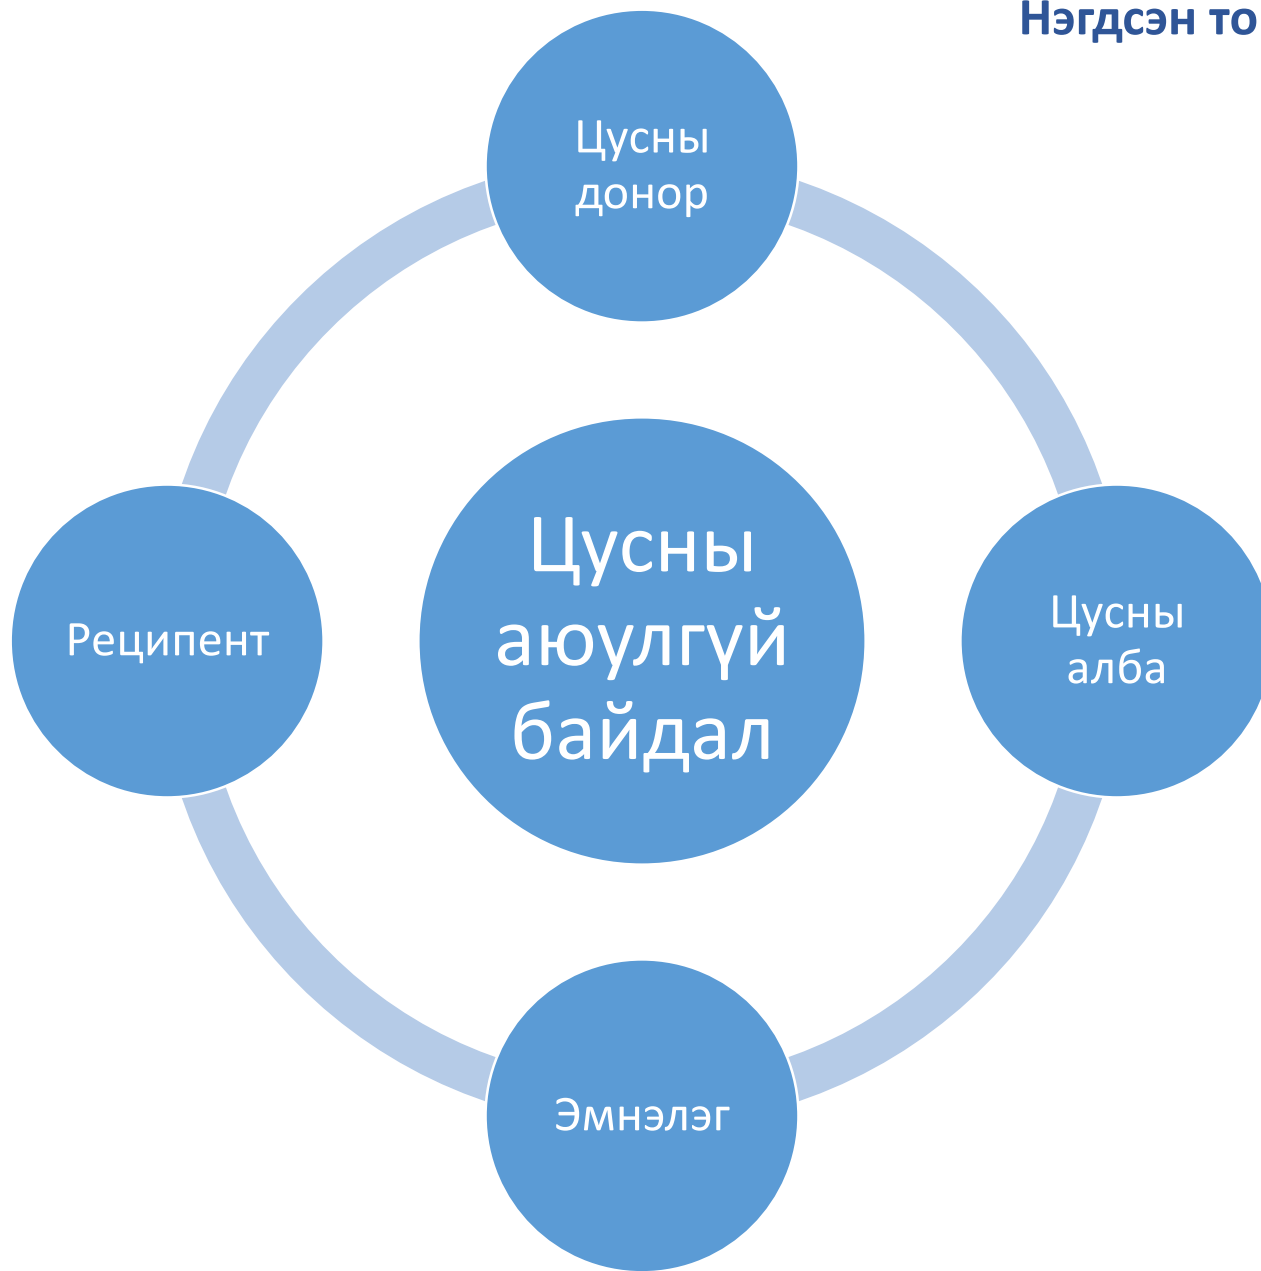 Нэгдсэн то
Цусны
донор
Цусны
аюулгүй
байдал
Реципент
Цусны
алба
Эмнэлэг